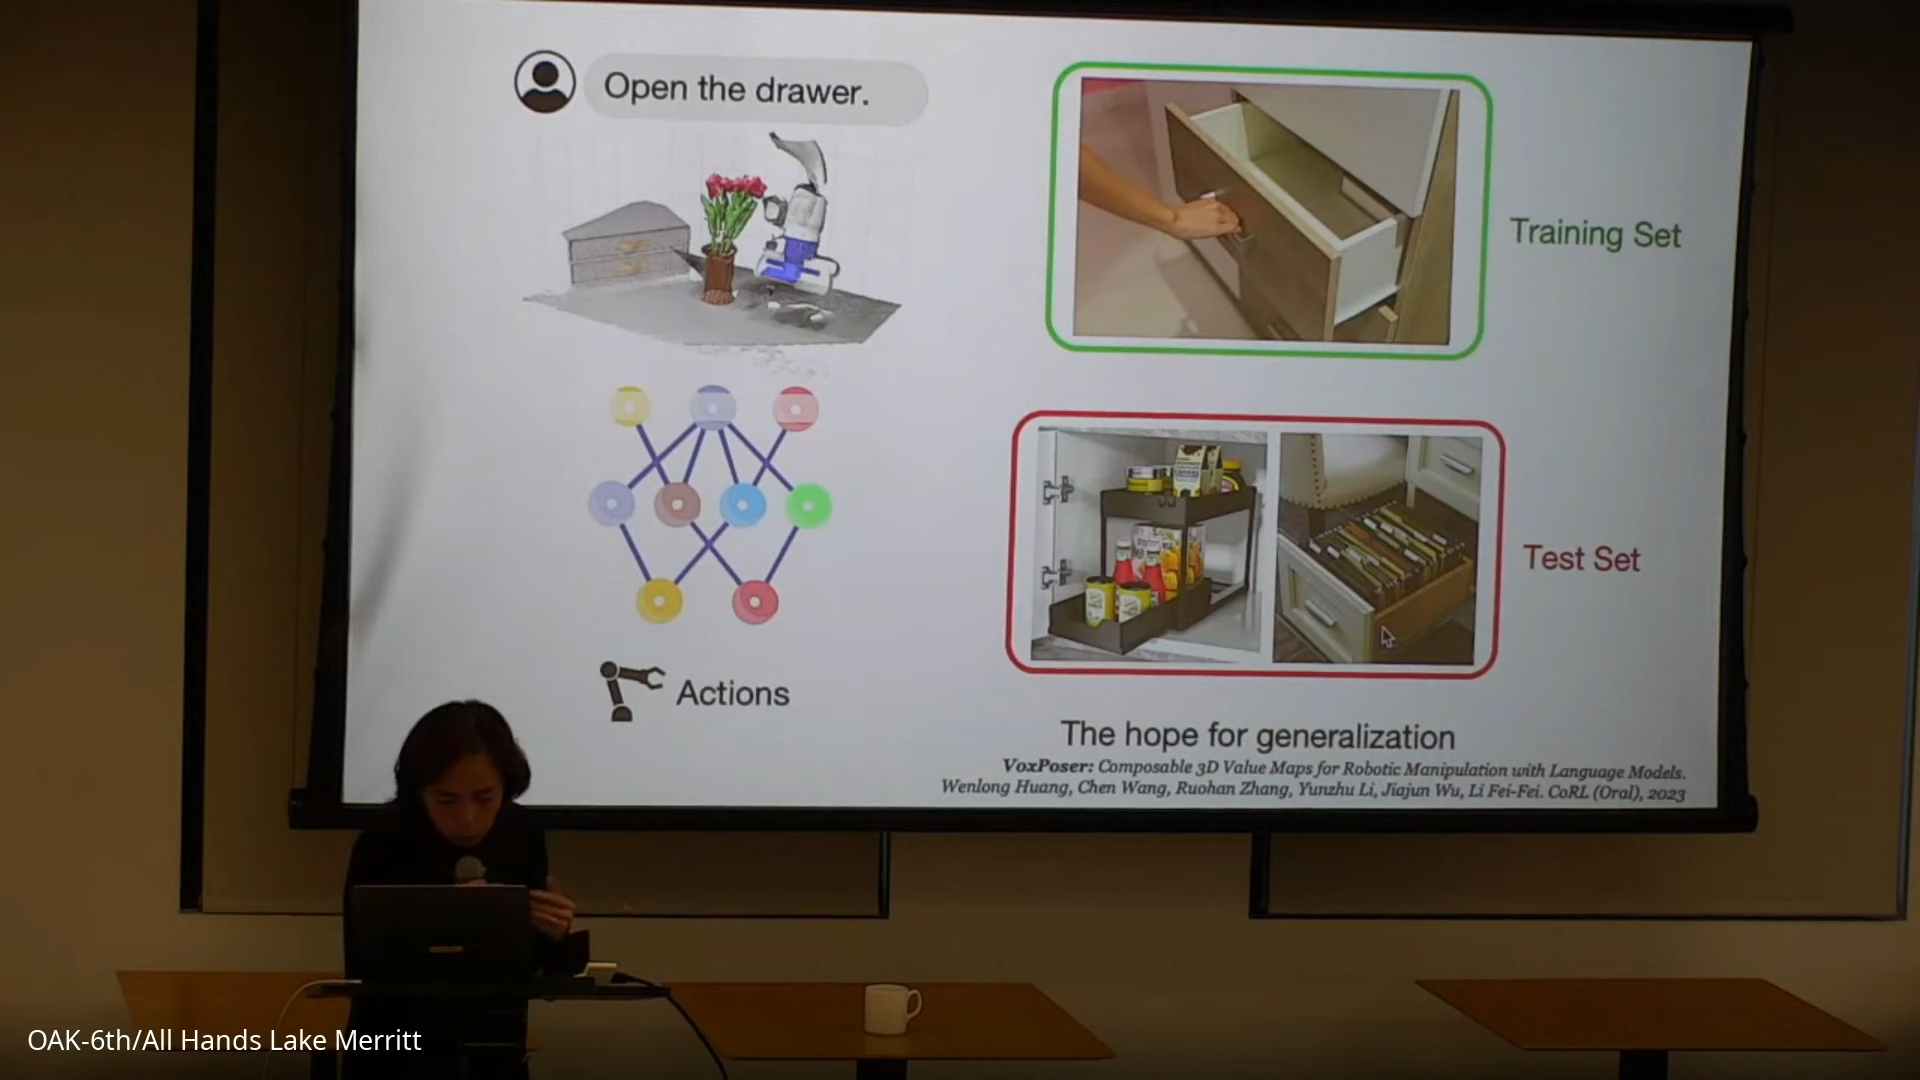 Open the drawer.
Training Set
Test Set
Actions
The hope for generalization
VoxPoser: Composable 3D Value Maps for Robotic Manipulation with Language Models.
Wenlong Huang, Chen Wang, Ruohan Zhang, Yunzhu Li, Jiajun Wu, Li Fei-Fei. CoRL (Oral), 2023
OAK-6th/All Hands Lake Merritt